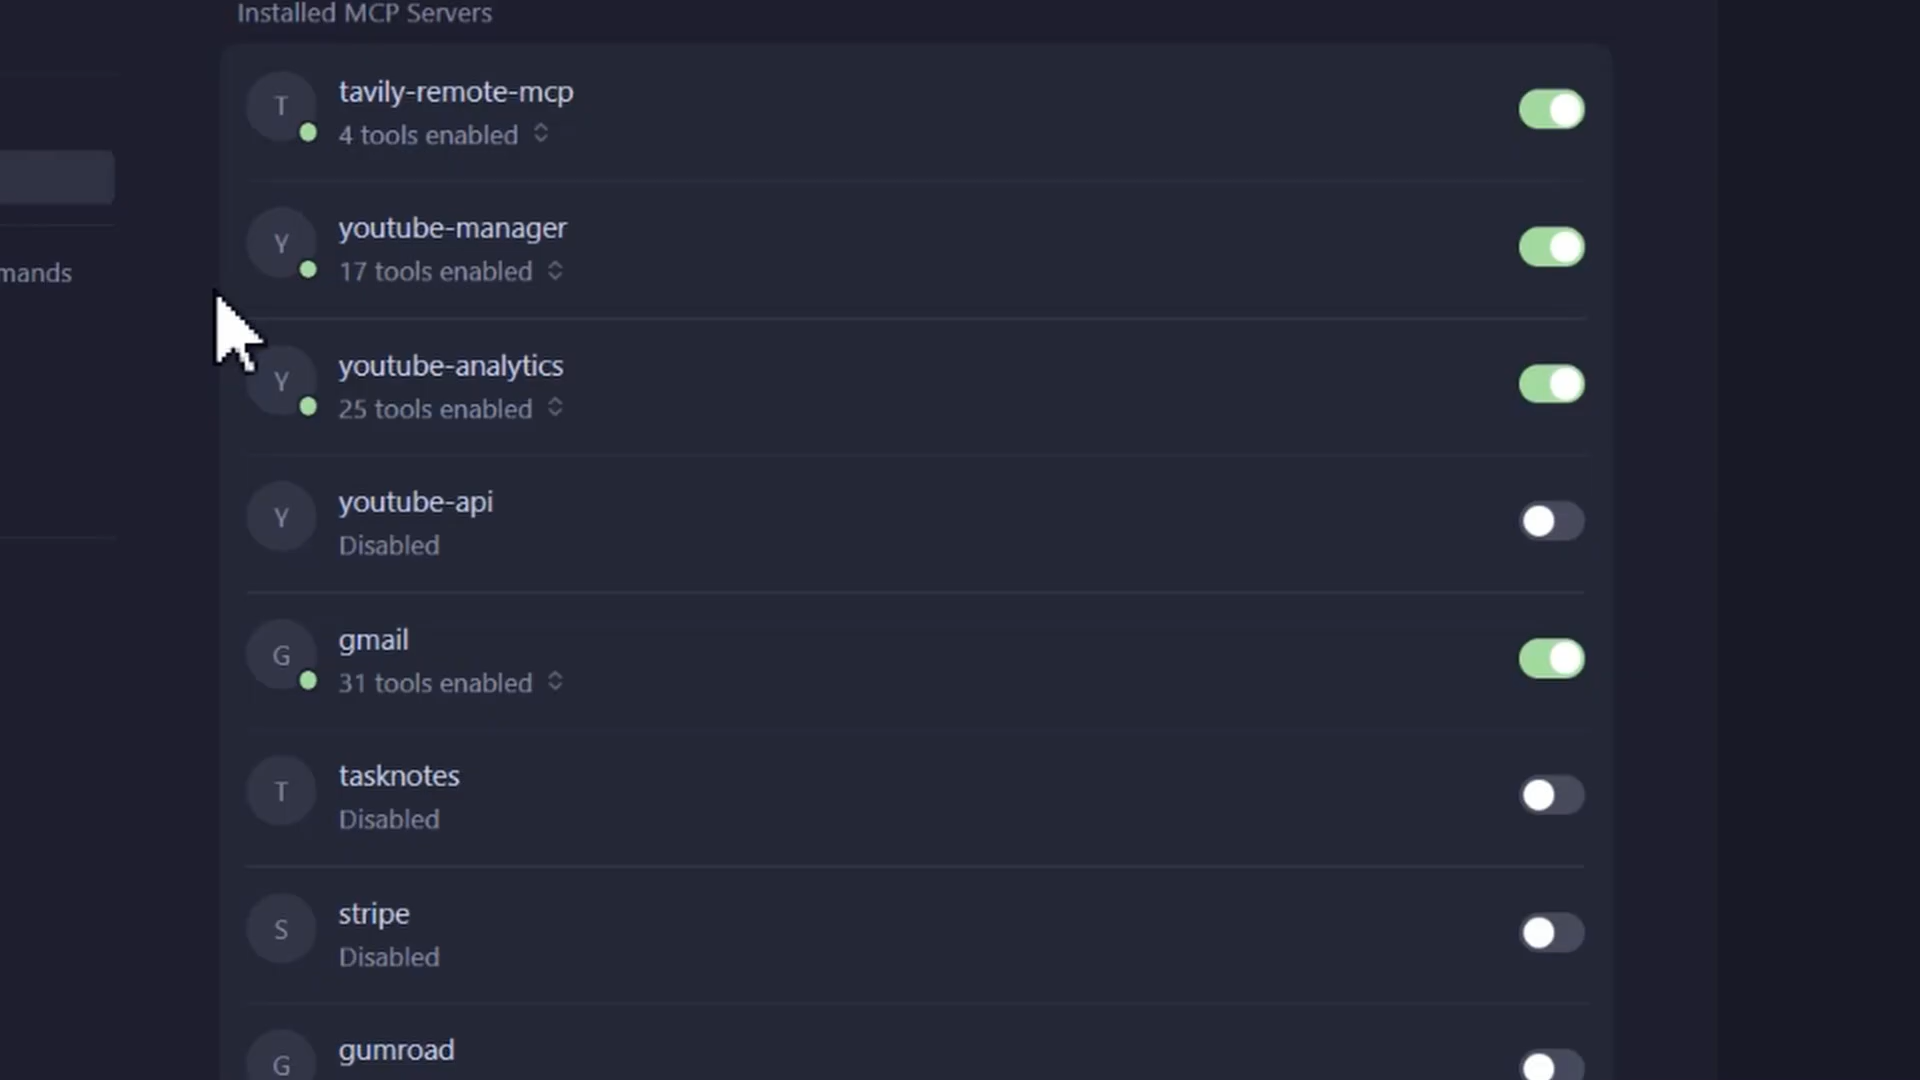 Installed MCP Servers
T
tavily-remote-mcp
4 tools enabled
Y
youtube-manager
17 tools enabled
mands
Y
youtube-analytics
25 tools enabled
Y
youtube-api
Disabled
G
gmail
31 tools enabled
T
tasknotes
Disabled
S
stripe
Disabled
G
gumroad